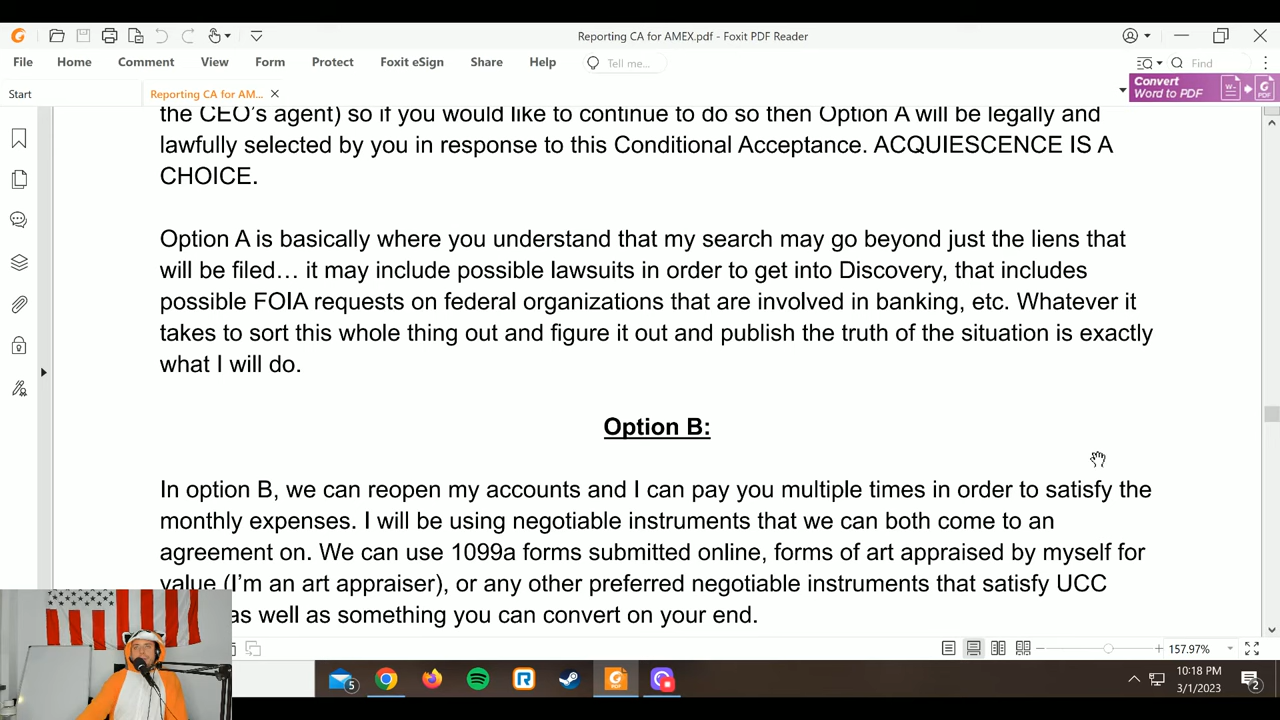 Reporting CA for AMEX.pdf - Foxit PDF Reader
File Home Comment View Form Protect Foxit eSign Share Help Tell me... Find
Start Reporting CA for AM...
Convert
Word to PDF
the CEO's agent) so if you would like to continue to do so then Option A will be legally and
lawfully selected by you in response to this Conditional Acceptance. ACQUIESCENCE IS A
CHOICE.
Option A is basically where you understand that my search may go beyond just the liens that
will be filed… it may include possible lawsuits in order to get into Discovery, that includes
possible FOIA requests on federal organizations that are involved in banking, etc. Whatever it
takes to sort this whole thing out and figure it out and publish the truth of the situation is exactly
what I will do.
Option B:
In option B, we can reopen my accounts and I can pay you multiple times in order to satisfy the
monthly expenses. I will be using negotiable instruments that we can both come to an
agreement on. We can use 1099a forms submitted online, forms of art appraised by myself for
value (I'm an art appraiser), or any other preferred negotiable instruments that satisfy UCC
as well as something you can convert on your end.
157.97%
5
10:18 PM
3/1/2023
2